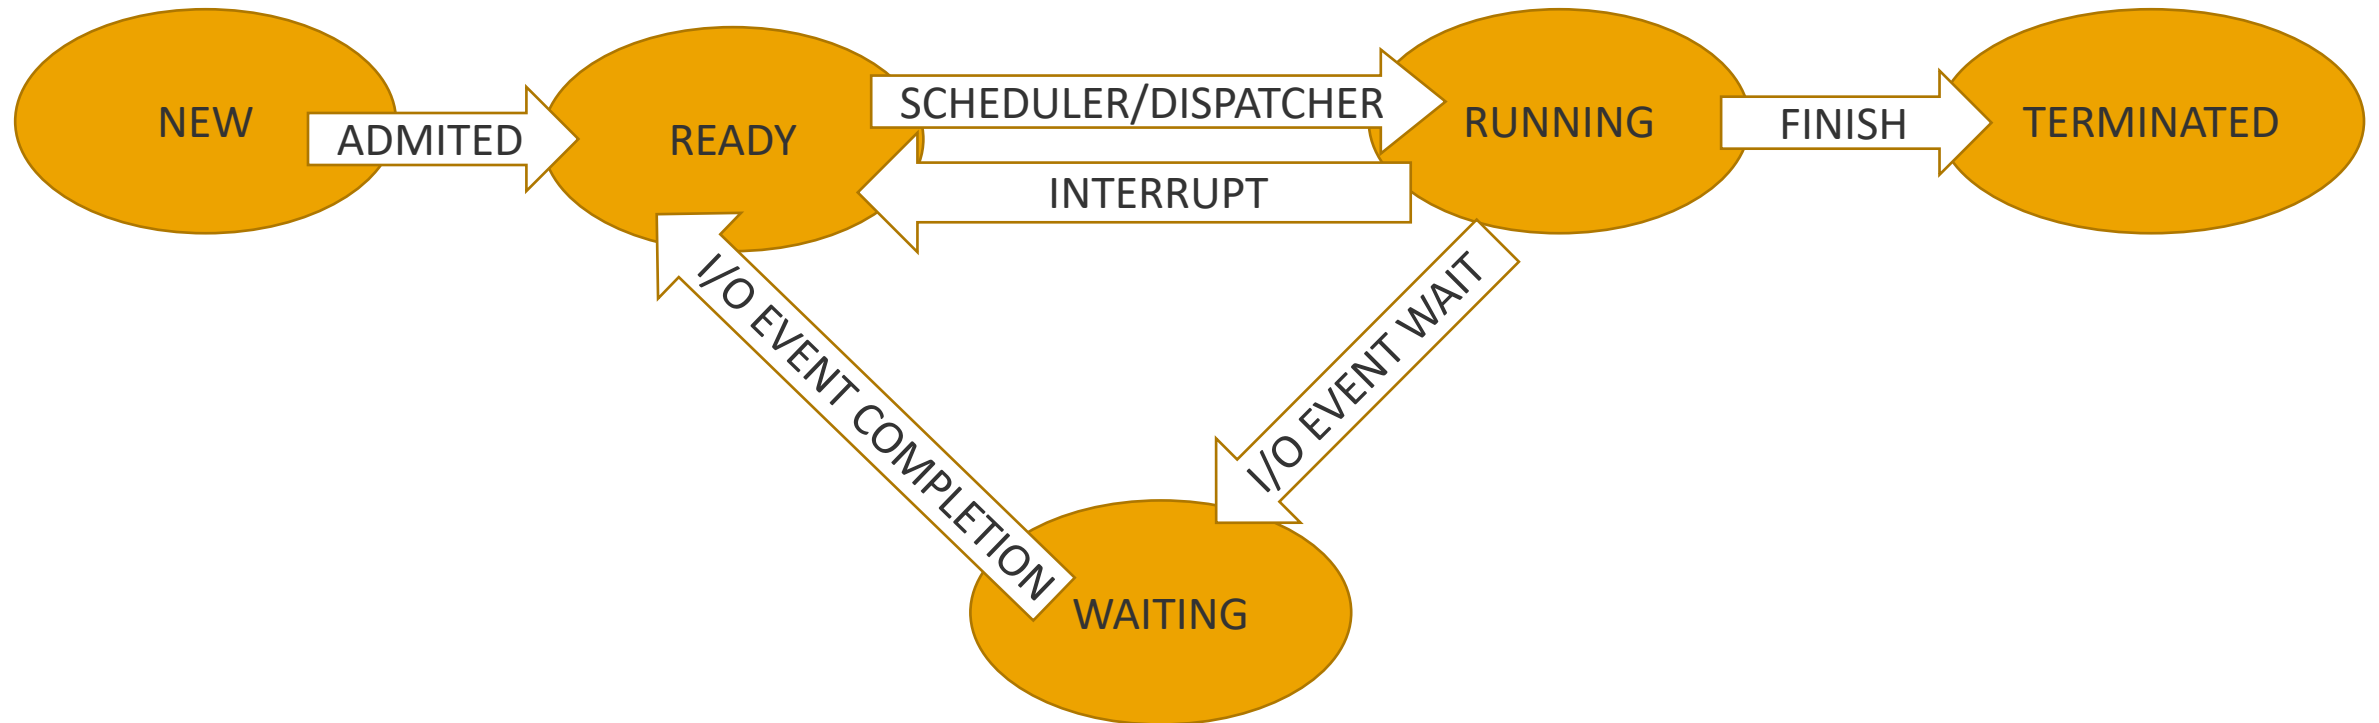 NEW
ADMITED
READY
SCHEDULER/DISPATCHER
RUNNING
FINISH
TERMINATED
INTERRUPT
I/O EVENT COMPLETION
I/O EVENT WAIT
WAITING